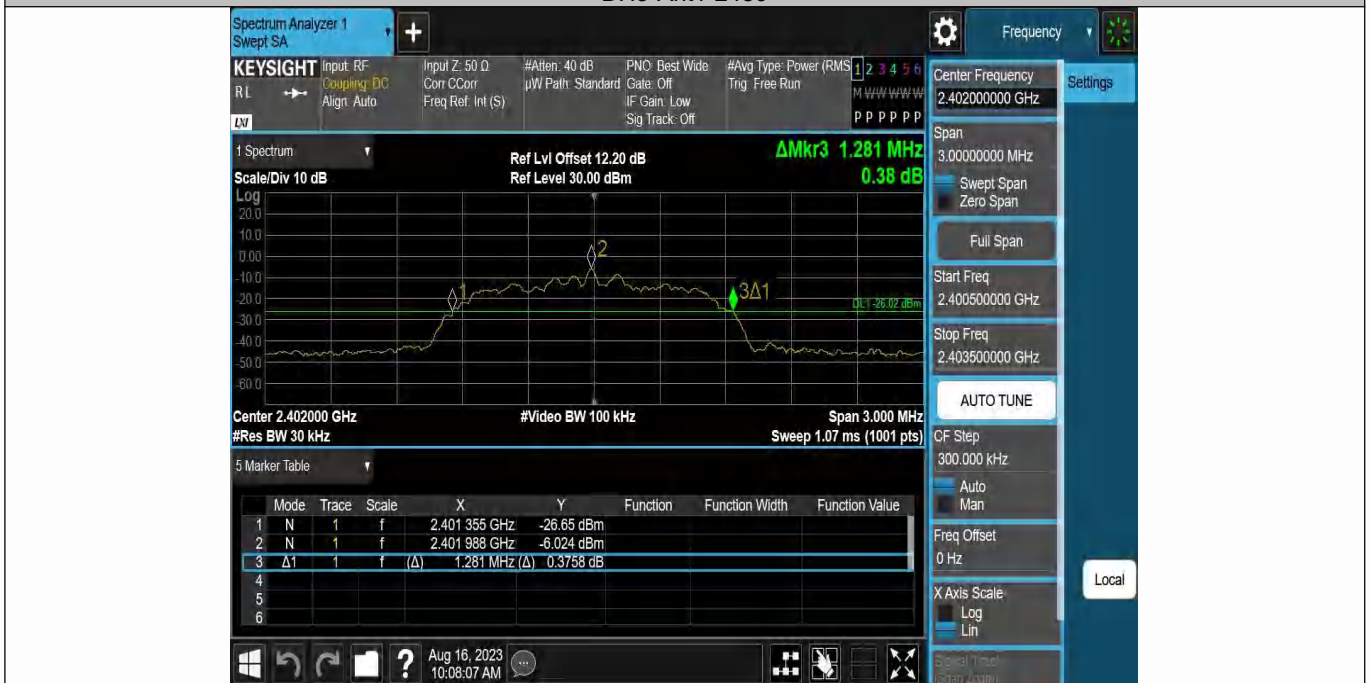 Spectrum Analyzer 1
Swept SA
+
Frequency
KEYSIGHT
RL
LXI
Input: RF
Coupling: DC
Align: Auto
Input Z: 50 Ω
Corr CCorr
Freq Ref: Int (S)
#Atten: 40 dB
µW Path: Standard
PNO: Best Wide
Gate: Off
IF Gain: Low
Sig Track: Off
#Avg Type: Power (RMS
Trig: Free Run
1 2 3 4 5 6
M W W W W W
P P P P P P
Center Frequency
2.402000000 GHz
Settings
Span
3.00000000 MHz
Swept Span
Zero Span
Full Span
Start Freq
2.400500000 GHz
Stop Freq
2.403500000 GHz
AUTO TUNE
CF Step
300.000 kHz
Auto
Man
Freq Offset
0 Hz
X Axis Scale
Log
Lin
Local
1 Spectrum
Scale/Div 10 dB
Ref Lvl Offset 12.20 dB
Ref Level 30.00 dBm
ΔMkr3 1.281 MHz
0.38 dB
Log
20.0
10.0
0.00
-10.0
-20.0
-30.0
-40.0
-50.0
-60.0
1
2
3Δ1
DL1 -26.02 dBm
Center 2.402000 GHz
#Res BW 30 kHz
#Video BW 100 kHz
Span 3.000 MHz
Sweep 1.07 ms (1001 pts)
5 Marker Table
Mode Trace Scale X Y Function Function Width Function Value
1 N 1 f 2.401 355 GHz -26.65 dBm
2 N 1 f 2.401 988 GHz -6.024 dBm
3 Δ1 1 f (Δ) 1.281 MHz (Δ) 0.3758 dB
4
5
6
?
Aug 16, 2023
10:08:07 AM